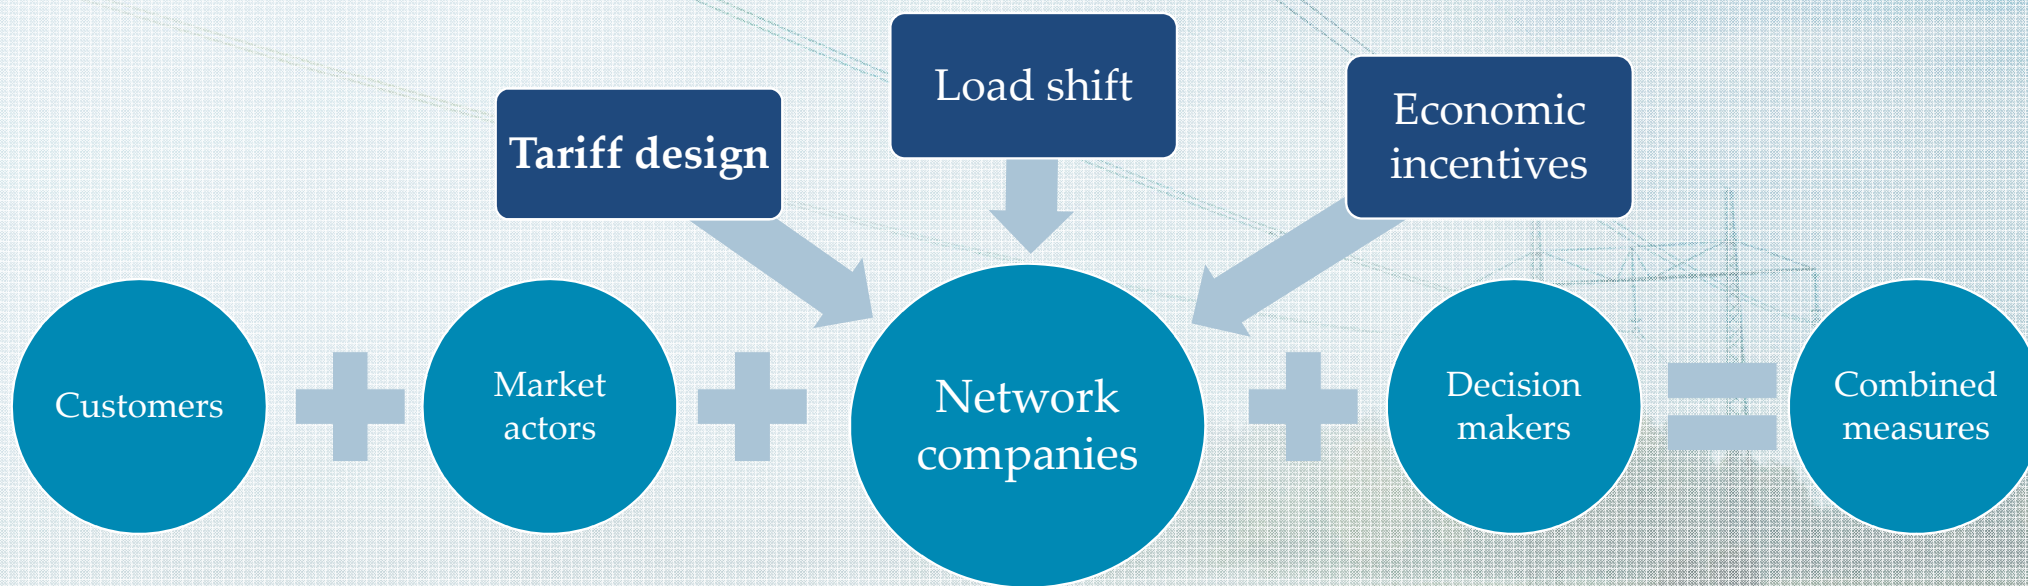 Tariff design
Load shift
Economic
incentives
Customers
Market
actors
Network
companies
Decision
makers
Combined
measures